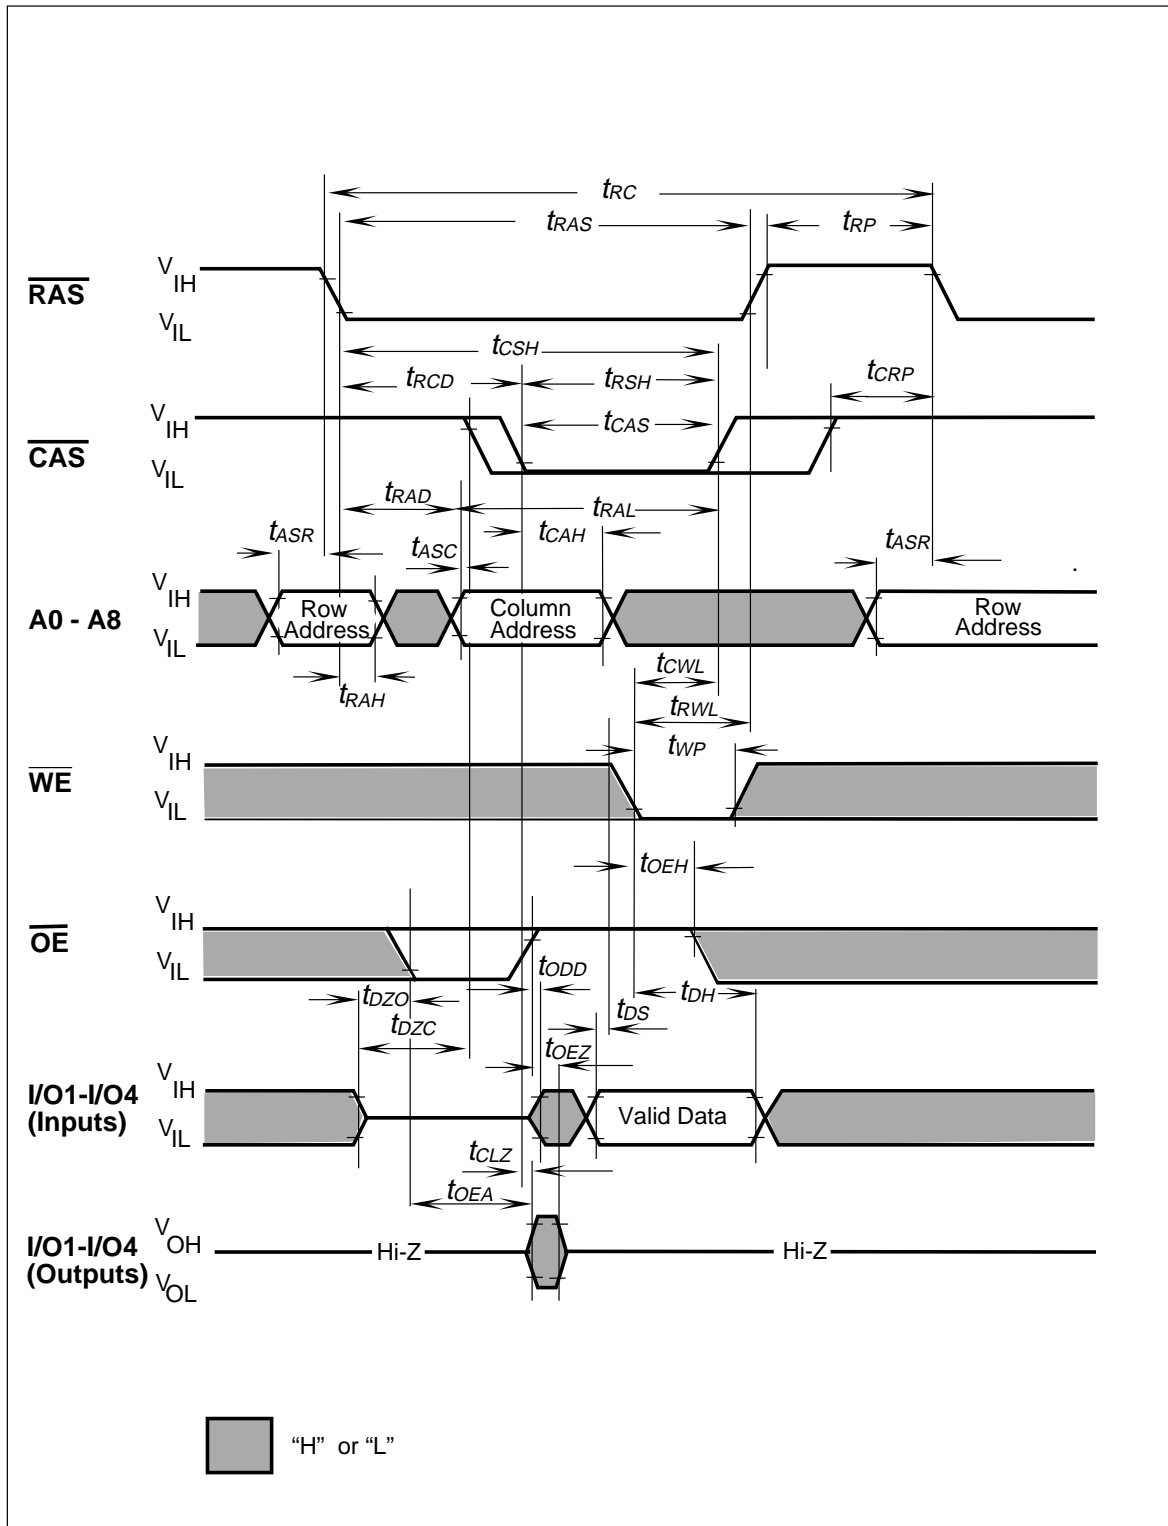 tRC
tRAS
tRP
RAS
VIH
VIL
tCSH
tRCD
tRSH
tCRP
CAS
VIH
VIL
tCAS
tRAD
tRAL
tASR
tASC
tCAH
tASR
A0 - A8
VIH
VIL
Row
Address
Column
Address
Row
Address
.
tRAH
tCWL
tRWL
tWP
WE
VIH
VIL
tOEH
OE
VIH
VIL
tODD
tDZO
tDH
tDS
tDZC
tOEZ
I/O1-I/O4
(Inputs)
VIH
VIL
Valid Data
tCLZ
tOEA
I/O1-I/O4
(Outputs)
VOH
VOL
Hi-Z
Hi-Z
“H” or “L”